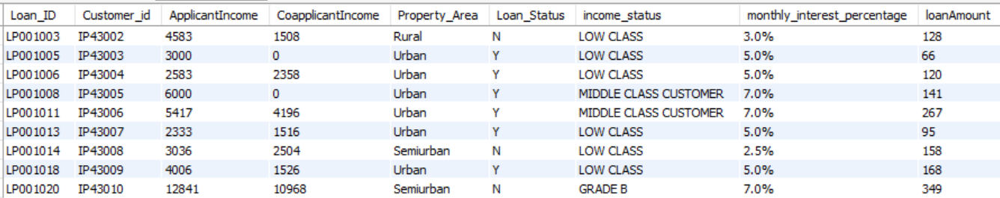 Loan_ID Customer_id ApplicantIncome CoapplicantIncome Property_Area Loan_Status income_status monthly_interest_percentage loanAmount
LP001003 IP43002 4583 1508 Rural N LOW CLASS 3.0% 128
LP001005 IP43003 3000 0 Urban Y LOW CLASS 5.0% 66
LP001006 IP43004 2583 2358 Urban Y LOW CLASS 5.0% 120
LP001008 IP43005 6000 0 Urban Y MIDDLE CLASS CUSTOMER 7.0% 141
LP001011 IP43006 5417 4196 Urban Y MIDDLE CLASS CUSTOMER 7.0% 267
LP001013 IP43007 2333 1516 Urban Y LOW CLASS 5.0% 95
LP001014 IP43008 3036 2504 Semiurban N LOW CLASS 2.5% 158
LP001018 IP43009 4006 1526 Urban Y LOW CLASS 5.0% 168
LP001020 IP43010 12841 10968 Semiurban N GRADE B 7.0% 349